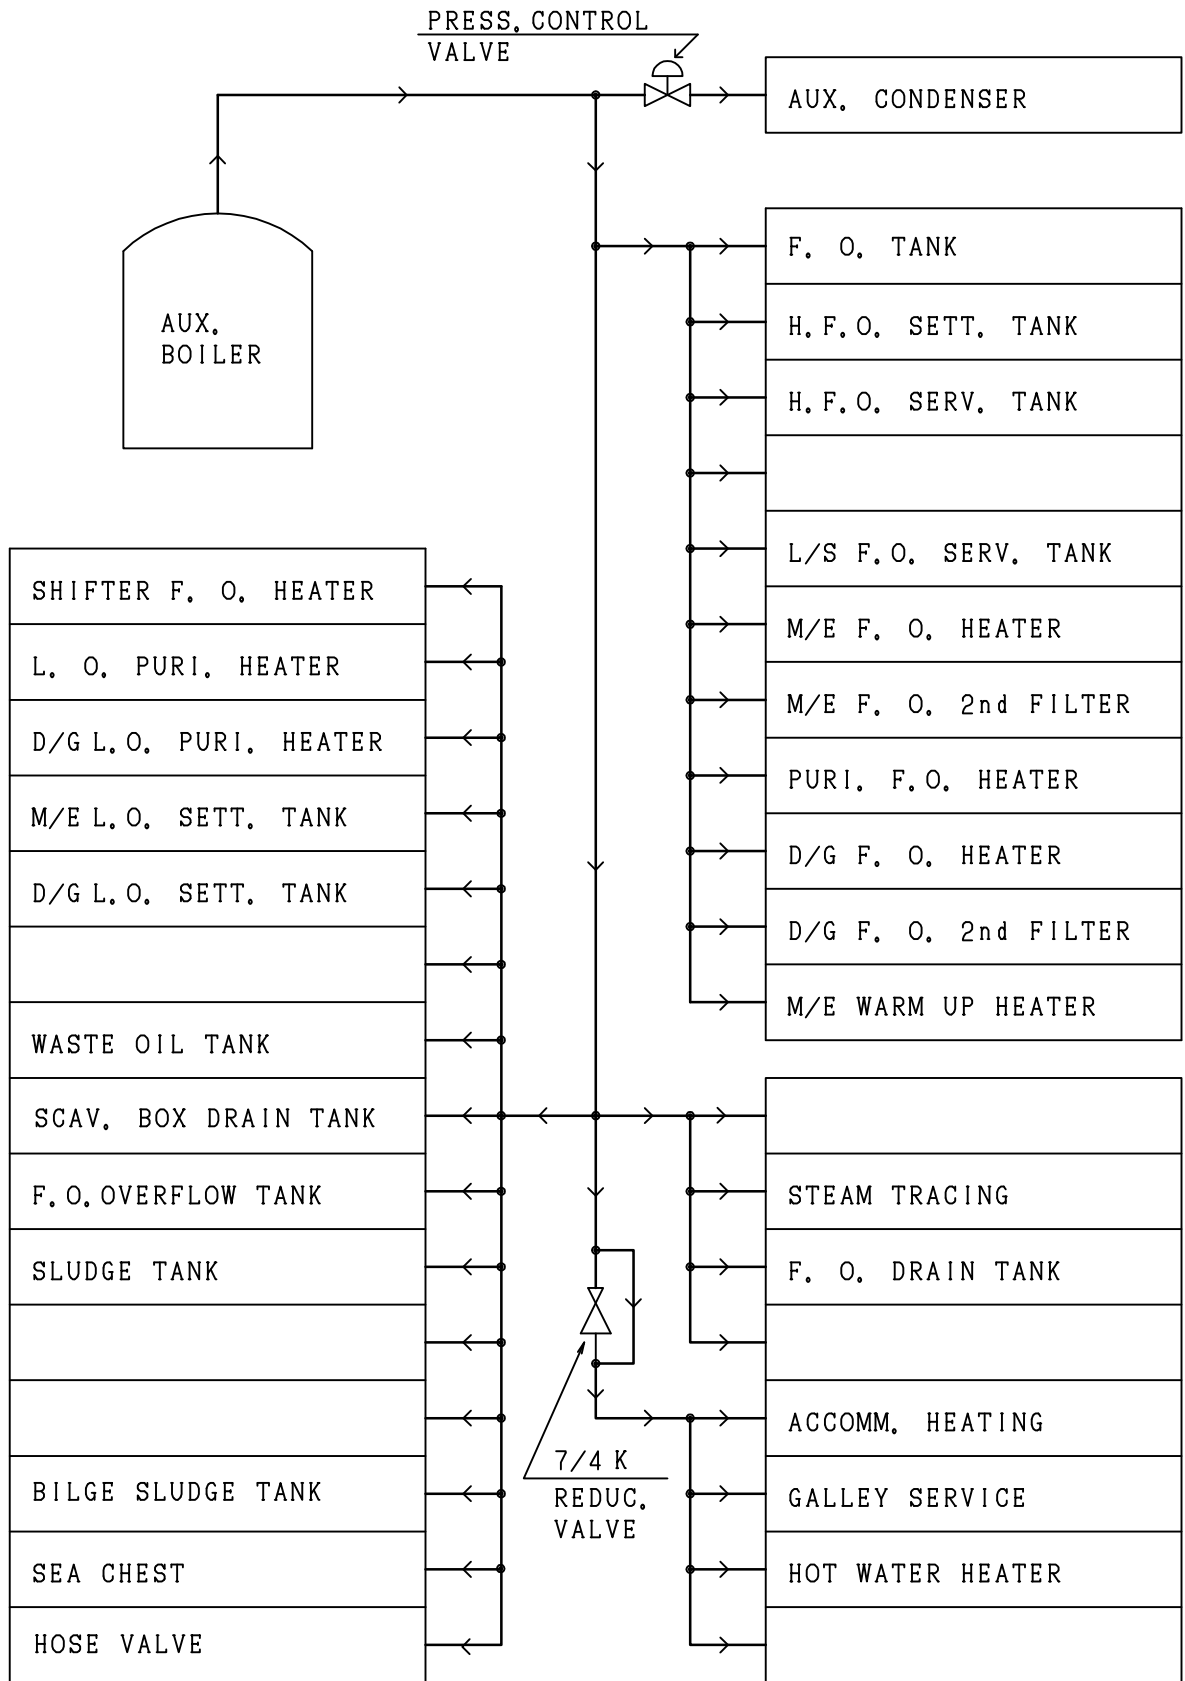 PRESS. CONTROL
VALVE
AUX. CONDENSER
AUX.
BOILER
F. O. TANK
H.F.O. SETT. TANK
H.F.O. SERV. TANK
L/S F.O. SERV. TANK
M/E F. O. HEATER
M/E F. O. 2nd FILTER
PURI. F.O. HEATER
D/G F. O. HEATER
D/G F. O. 2nd FILTER
M/E WARM UP HEATER
SHIFTER F. O. HEATER
L. O. PURI. HEATER
D/G L.O. PURI. HEATER
M/E L.O. SETT. TANK
D/G L.O. SETT. TANK
WASTE OIL TANK
SCAV. BOX DRAIN TANK
F.O.OVERFLOW TANK
SLUDGE TANK
BILGE SLUDGE TANK
SEA CHEST
HOSE VALVE
7/4 K
REDUC.
VALVE
STEAM TRACING
F. O. DRAIN TANK
ACCOMM. HEATING
GALLEY SERVICE
HOT WATER HEATER